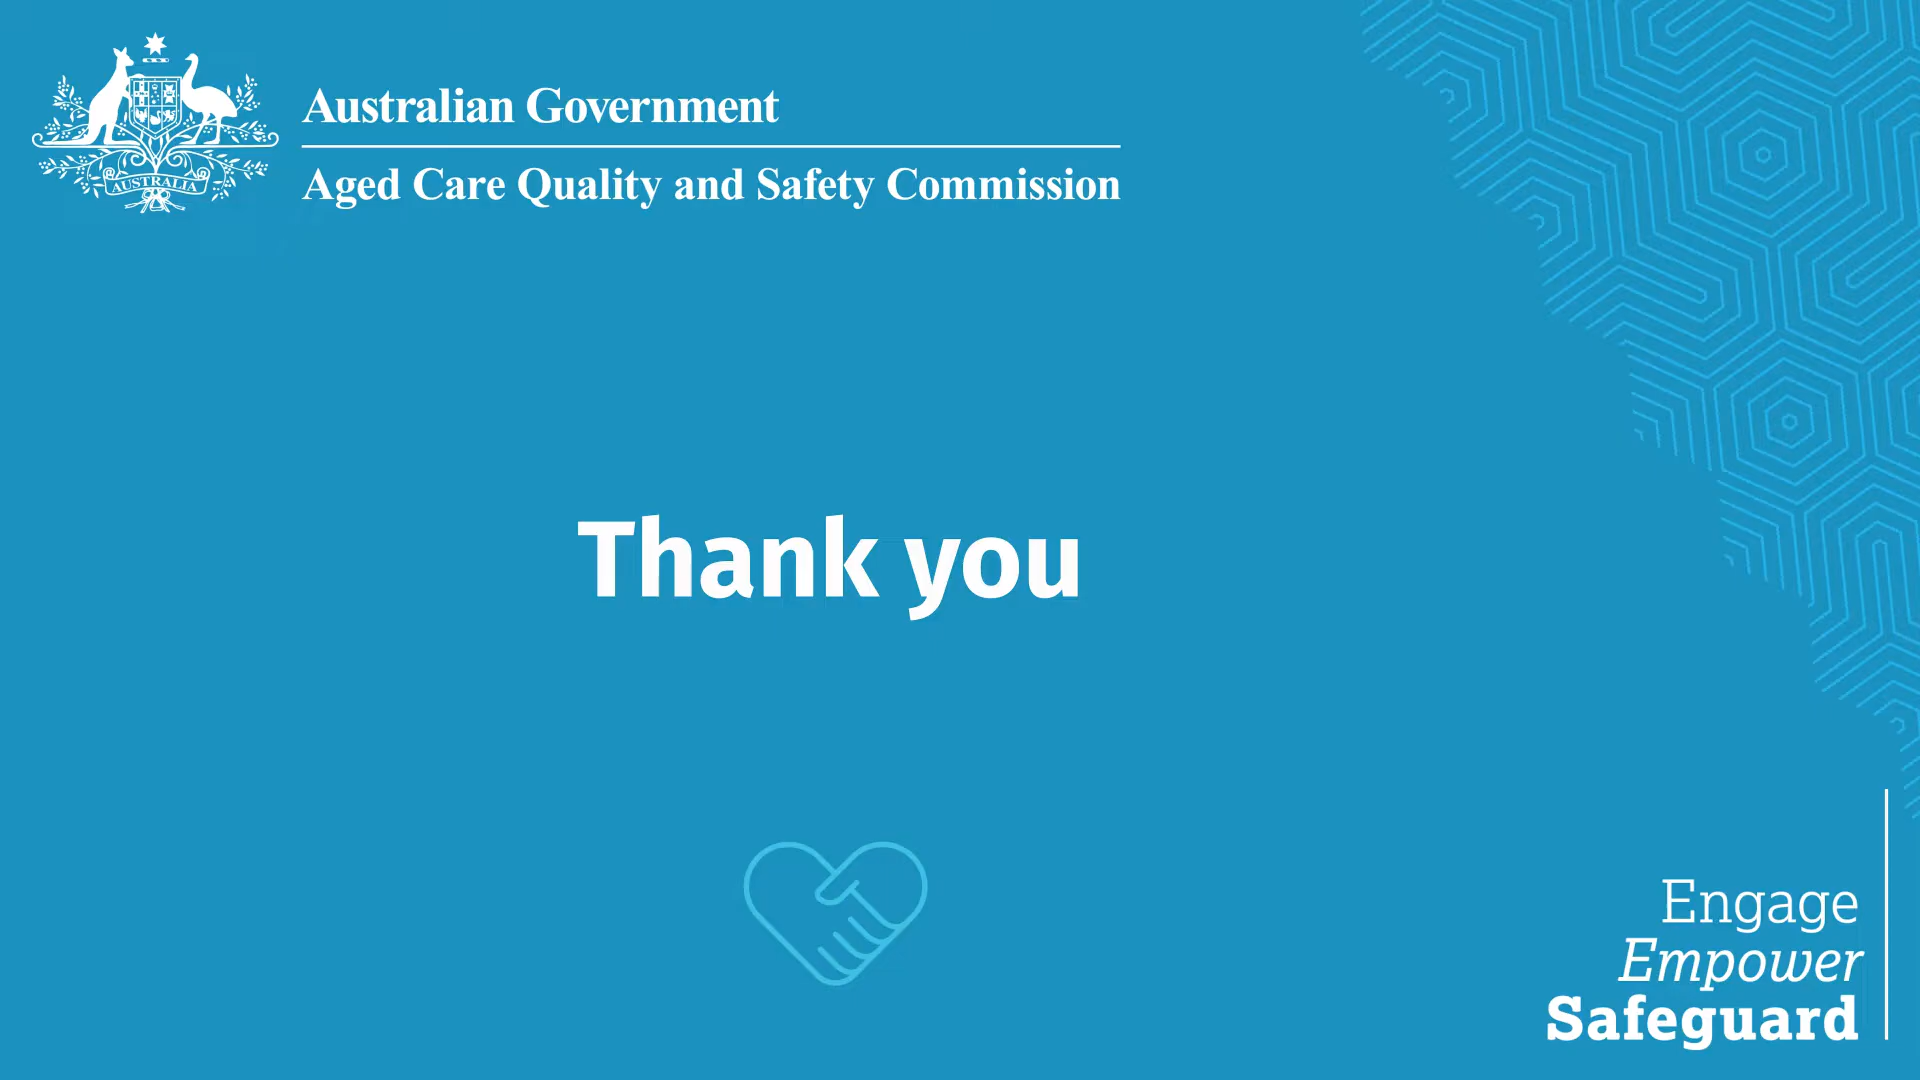 Australian Government
Aged Care Quality and Safety Commission
AUSTRALIA
Thank you
Engage
Empower
Safeguard